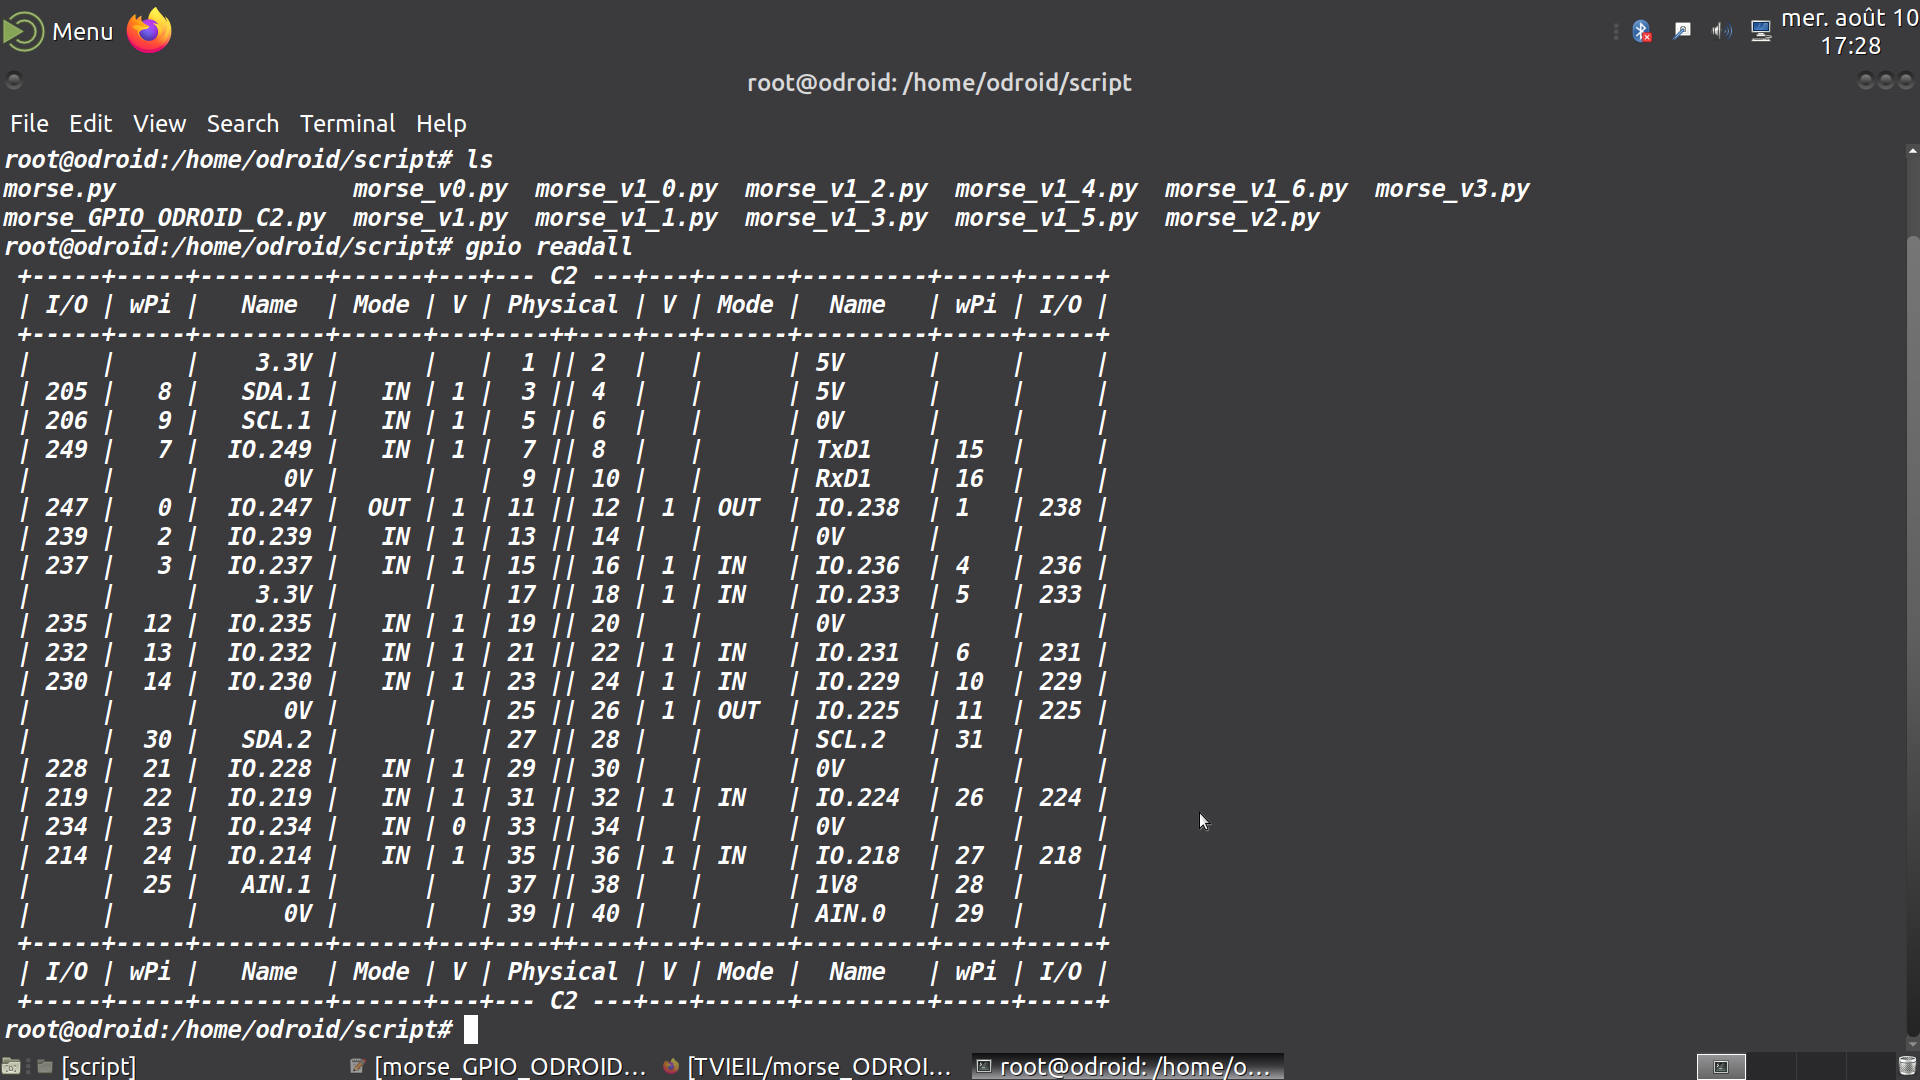 Menu
mer. août 10
17:28
root@odroid: /home/odroid/script
File Edit View Search Terminal Help
root@odroid:/home/odroid/script# ls
morse.py                 morse_v0.py  morse_v1_0.py  morse_v1_2.py  morse_v1_4.py  morse_v1_6.py  morse_v3.py
morse_GPIO_ODROID_C2.py  morse_v1.py  morse_v1_1.py  morse_v1_3.py  morse_v1_5.py  morse_v2.py
root@odroid:/home/odroid/script# gpio readall
 +-----+-----+---------+------+---+--- C2 ---+---+------+---------+-----+-----+
 | I/O | wPi |   Name  | Mode | V | Physical | V | Mode |  Name   | wPi | I/O |
 +-----+-----+---------+------+---+----++----+---+------+---------+-----+-----+
 |     |     |    3.3V |      |   |  1 || 2  |   |      | 5V      |     |     |
 | 205 |   8 |   SDA.1 |   IN | 1 |  3 || 4  |   |      | 5V      |     |     |
 | 206 |   9 |   SCL.1 |   IN | 1 |  5 || 6  |   |      | 0V      |     |     |
 | 249 |   7 |  IO.249 |   IN | 1 |  7 || 8  |   |      | TxD1    | 15  |     |
 |     |     |      0V |      |   |  9 || 10 |   |      | RxD1    | 16  |     |
 | 247 |   0 |  IO.247 |  OUT | 1 | 11 || 12 | 1 | OUT  | IO.238  | 1   | 238 |
 | 239 |   2 |  IO.239 |   IN | 1 | 13 || 14 |   |      | 0V      |     |     |
 | 237 |   3 |  IO.237 |   IN | 1 | 15 || 16 | 1 | IN   | IO.236  | 4   | 236 |
 |     |     |    3.3V |      |   | 17 || 18 | 1 | IN   | IO.233  | 5   | 233 |
 | 235 |  12 |  IO.235 |   IN | 1 | 19 || 20 |   |      | 0V      |     |     |
 | 232 |  13 |  IO.232 |   IN | 1 | 21 || 22 | 1 | IN   | IO.231  | 6   | 231 |
 | 230 |  14 |  IO.230 |   IN | 1 | 23 || 24 | 1 | IN   | IO.229  | 10  | 229 |
 |     |     |      0V |      |   | 25 || 26 | 1 | OUT  | IO.225  | 11  | 225 |
 |     |  30 |   SDA.2 |      |   | 27 || 28 |   |      | SCL.2   | 31  |     |
 | 228 |  21 |  IO.228 |   IN | 1 | 29 || 30 |   |      | 0V      |     |     |
 | 219 |  22 |  IO.219 |   IN | 1 | 31 || 32 | 1 | IN   | IO.224  | 26  | 224 |
 | 234 |  23 |  IO.234 |   IN | 0 | 33 || 34 |   |      | 0V      |     |     |
 | 214 |  24 |  IO.214 |   IN | 1 | 35 || 36 | 1 | IN   | IO.218  | 27  | 218 |
 |     |  25 |   AIN.1 |      |   | 37 || 38 |   |      | 1V8     | 28  |     |
 |     |     |      0V |      |   | 39 || 40 |   |      | AIN.0   | 29  |     |
 +-----+-----+---------+------+---+----++----+---+------+---------+-----+-----+
 | I/O | wPi |   Name  | Mode | V | Physical | V | Mode |  Name   | wPi | I/O |
 +-----+-----+---------+------+---+--- C2 ---+---+------+---------+-----+-----+
root@odroid:/home/odroid/script#
[script] [morse_GPIO_ODROID... [TVIEIL/morse_ODROI... root@odroid: /home/o...